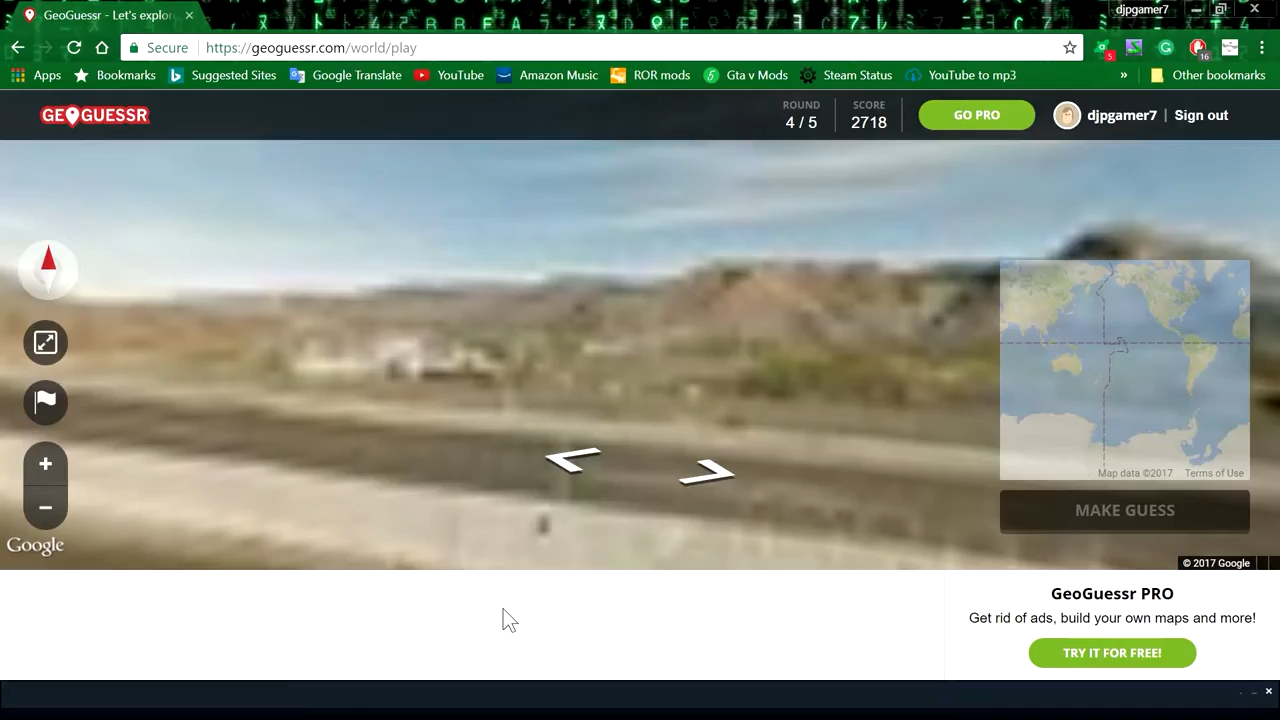 GeoGuessr - Let's explor
djpgamer7
Secure
https://geoguessr.com/world/play
5
16
Apps
Bookmarks
Suggested Sites
Google Translate
YouTube
Amazon Music
ROR mods
Gta v Mods
Steam Status
YouTube to mp3
»
Other bookmarks
GEOGUESSR
ROUND
4 / 5
SCORE
2718
GO PRO
djpgamer7 | Sign out
Map data ©2017 Terms of Use
MAKE GUESS
Google
© 2017 Google
GeoGuessr PRO
Get rid of ads, build your own maps and more!
TRY IT FOR FREE!